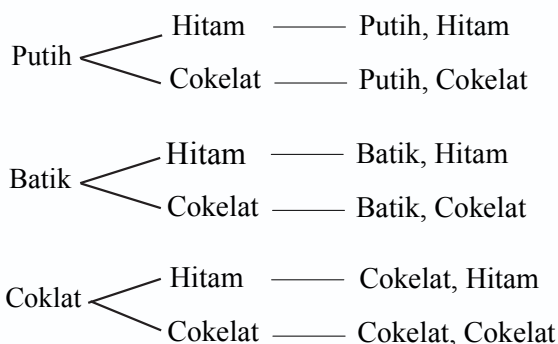 Hitam Putih, Hitam
Putih
Cokelat Putih, Cokelat
Hitam Batik, Hitam
Batik
Cokelat Batik, Cokelat
Hitam Cokelat, Hitam
Coklat
Cokelat Cokelat, Cokelat